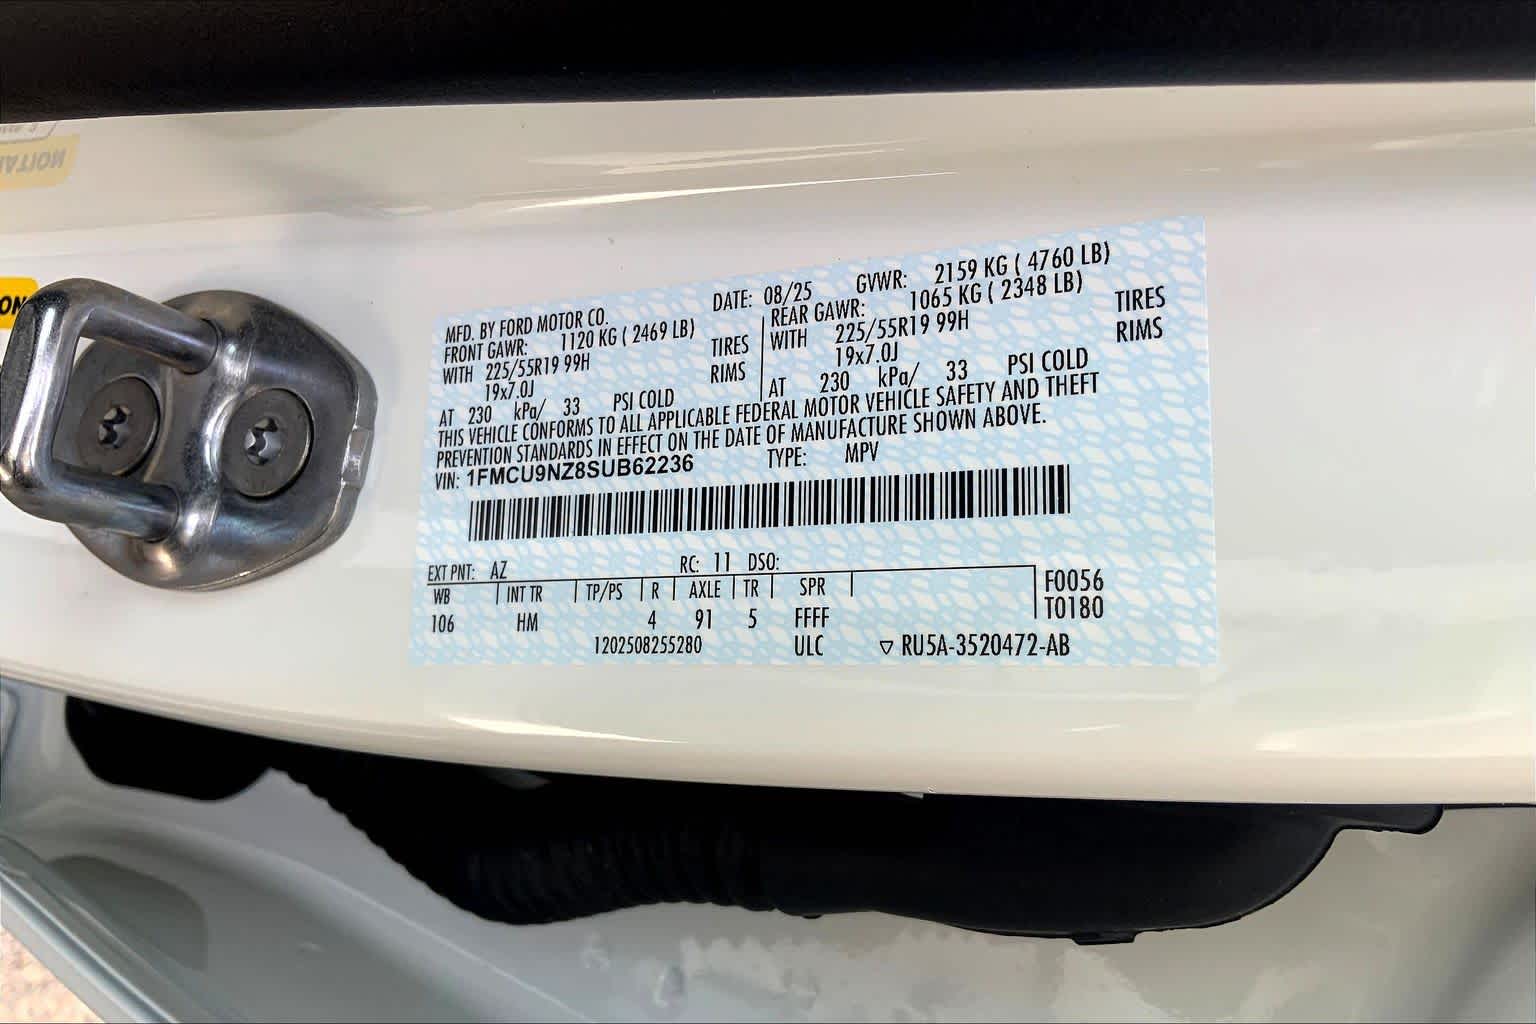 MFD. BY FORD MOTOR CO. DATE: 08/25 GVWR: 2159 KG ( 4760 LB)
FRONT GAWR: 1120 KG ( 2469 LB) REAR GAWR: 1065 KG ( 2348 LB)
WITH 225/55R19 99H TIRES WITH 225/55R19 99H TIRES
19x7.0J RIMS 19x7.0J RIMS
AT 230 kPa/ 33 PSI COLD AT 230 kPa/ 33 PSI COLD
THIS VEHICLE CONFORMS TO ALL APPLICABLE FEDERAL MOTOR VEHICLE SAFETY AND THEFT
PREVENTION STANDARDS IN EFFECT ON THE DATE OF MANUFACTURE SHOWN ABOVE.
VIN: 1FMCU9NZ8SUB62236 TYPE: MPV
EXT PNT: AZ RC: 11 DSO:
WB INT TR TP/PS R AXLE TR SPR F0056
106 HM 4 91 5 FFFF T0180
1202508255280 ULC ▽ RU5A-3520472-AB